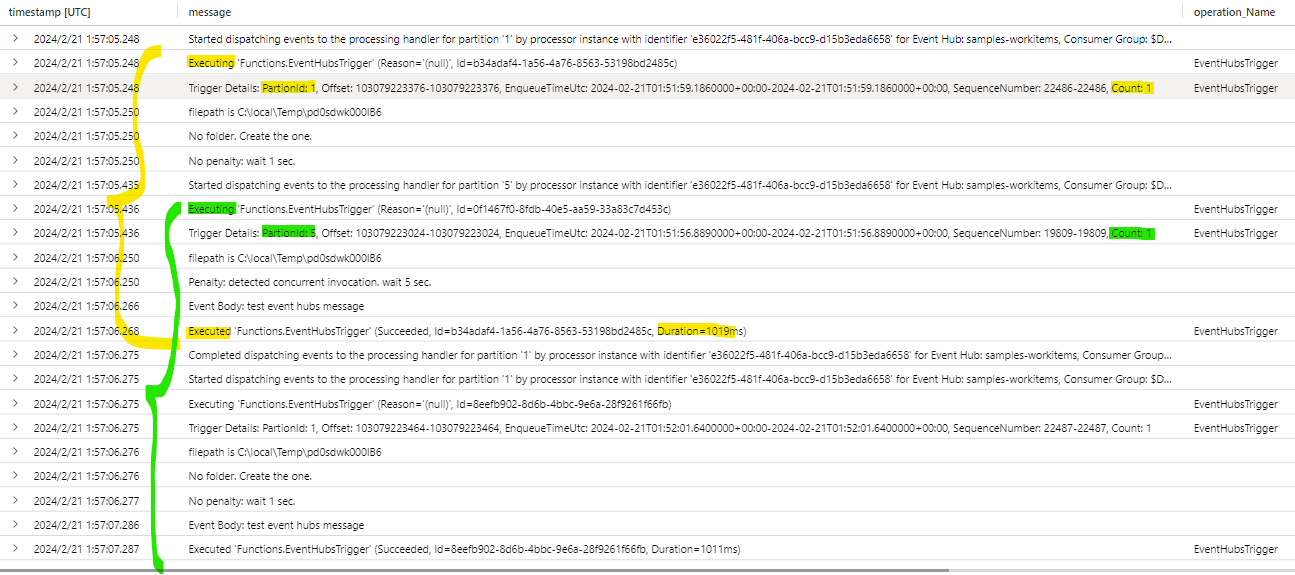 timestamp [UTC] message operation_Name
2024/2/21 1:57:05.248 Started dispatching events to the processing handler for partition '1' by processor instance with identifier 'e36022f5-481f-406a-bcc9-d15b3eda6658' for Event Hub: samples-workitems, Consumer Group: $D...
2024/2/21 1:57:05.248 Executing 'Functions.EventHubsTrigger' (Reason='(null)', Id=b34adaf4-1a56-4a76-8563-53198bd2485c) EventHubsTrigger
2024/2/21 1:57:05.248 Trigger Details: PartionId: 1, Offset: 103079223376-103079223376, EnqueueTimeUtc: 2024-02-21T01:51:59.1860000+00:00-2024-02-21T01:51:59.1860000+00:00, SequenceNumber: 22486-22486, Count: 1 EventHubsTrigger
2024/2/21 1:57:05.250 filepath is C:\local\Temp\pd0sdwk000IB6
2024/2/21 1:57:05.250 No folder. Create the one.
2024/2/21 1:57:05.250 No penalty: wait 1 sec.
2024/2/21 1:57:05.435 Started dispatching events to the processing handler for partition '5' by processor instance with identifier 'e36022f5-481f-406a-bcc9-d15b3eda6658' for Event Hub: samples-workitems, Consumer Group: $D...
2024/2/21 1:57:05.436 Executing 'Functions.EventHubsTrigger' (Reason='(null)', Id=0f1467f0-8fdb-40e5-aa59-33a83c7d453c) EventHubsTrigger
2024/2/21 1:57:05.436 Trigger Details: PartionId: 5, Offset: 103079223024-103079223024, EnqueueTimeUtc: 2024-02-21T01:51:56.8890000+00:00-2024-02-21T01:51:56.8890000+00:00, SequenceNumber: 19809-19809, Count: 1 EventHubsTrigger
2024/2/21 1:57:06.250 filepath is C:\local\Temp\pd0sdwk000IB6
2024/2/21 1:57:06.250 Penalty: detected concurrent invocation. wait 5 sec.
2024/2/21 1:57:06.266 Event Body: test event hubs message
2024/2/21 1:57:06.268 Executed 'Functions.EventHubsTrigger' (Succeeded, Id=b34adaf4-1a56-4a76-8563-53198bd2485c, Duration=1019ms) EventHubsTrigger
2024/2/21 1:57:06.275 Completed dispatching events to the processing handler for partition '1' by processor instance with identifier 'e36022f5-481f-406a-bcc9-d15b3eda6658' for Event Hub: samples-workitems, Consumer Group...
2024/2/21 1:57:06.275 Started dispatching events to the processing handler for partition '1' by processor instance with identifier 'e36022f5-481f-406a-bcc9-d15b3eda6658' for Event Hub: samples-workitems, Consumer Group: $D...
2024/2/21 1:57:06.275 Executing 'Functions.EventHubsTrigger' (Reason='(null)', Id=8eefb902-8d6b-4bbc-9e6a-28f9261f66fb) EventHubsTrigger
2024/2/21 1:57:06.275 Trigger Details: PartionId: 1, Offset: 103079223464-103079223464, EnqueueTimeUtc: 2024-02-21T01:52:01.6400000+00:00-2024-02-21T01:52:01.6400000+00:00, SequenceNumber: 22487-22487, Count: 1 EventHubsTrigger
2024/2/21 1:57:06.276 filepath is C:\local\Temp\pd0sdwk000IB6
2024/2/21 1:57:06.276 No folder. Create the one.
2024/2/21 1:57:06.277 No penalty: wait 1 sec.
2024/2/21 1:57:07.286 Event Body: test event hubs message
2024/2/21 1:57:07.287 Executed 'Functions.EventHubsTrigger' (Succeeded, Id=8eefb902-8d6b-4bbc-9e6a-28f9261f66fb, Duration=1011ms) EventHubsTrigger